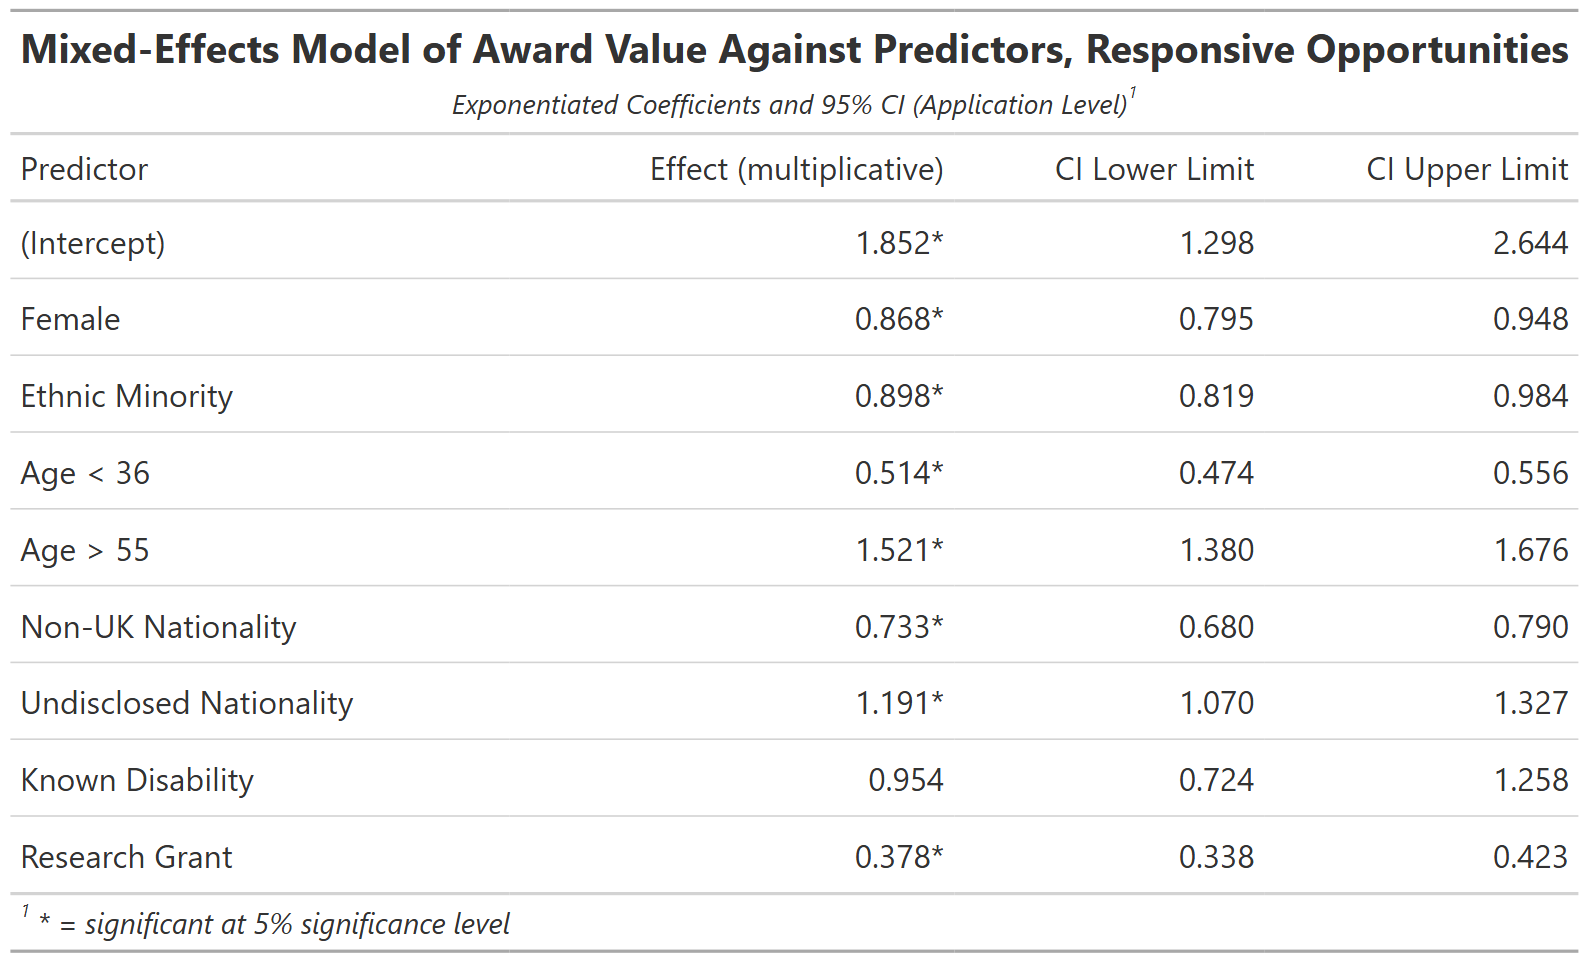 Mixed-Effects Model of Award Value Against Predictors, Responsive Opportunities
Exponentiated Coefficients and 95% CI (Application Level)1
Predictor Effect (multiplicative) CI Lower Limit CI Upper Limit
(Intercept) 1.852* 1.298 2.644
Female 0.868* 0.795 0.948
Ethnic Minority 0.898* 0.819 0.984
Age < 36 0.514* 0.474 0.556
Age > 55 1.521* 1.380 1.676
Non-UK Nationality 0.733* 0.680 0.790
Undisclosed Nationality 1.191* 1.070 1.327
Known Disability 0.954 0.724 1.258
Research Grant 0.378* 0.338 0.423
1 * = significant at 5% significance level